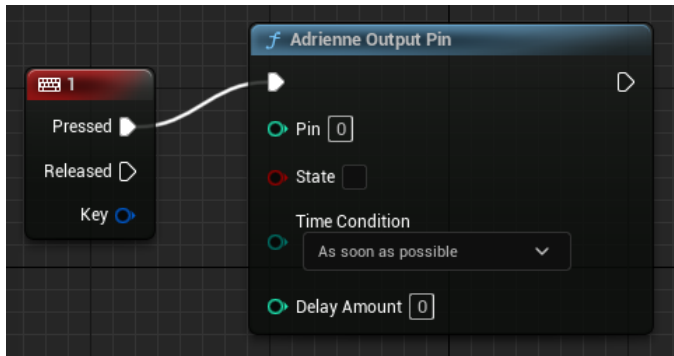 1
Pressed
Released
Key
Adrienne Output Pin
Pin 0
State
Time Condition
As soon as possible
Delay Amount 0